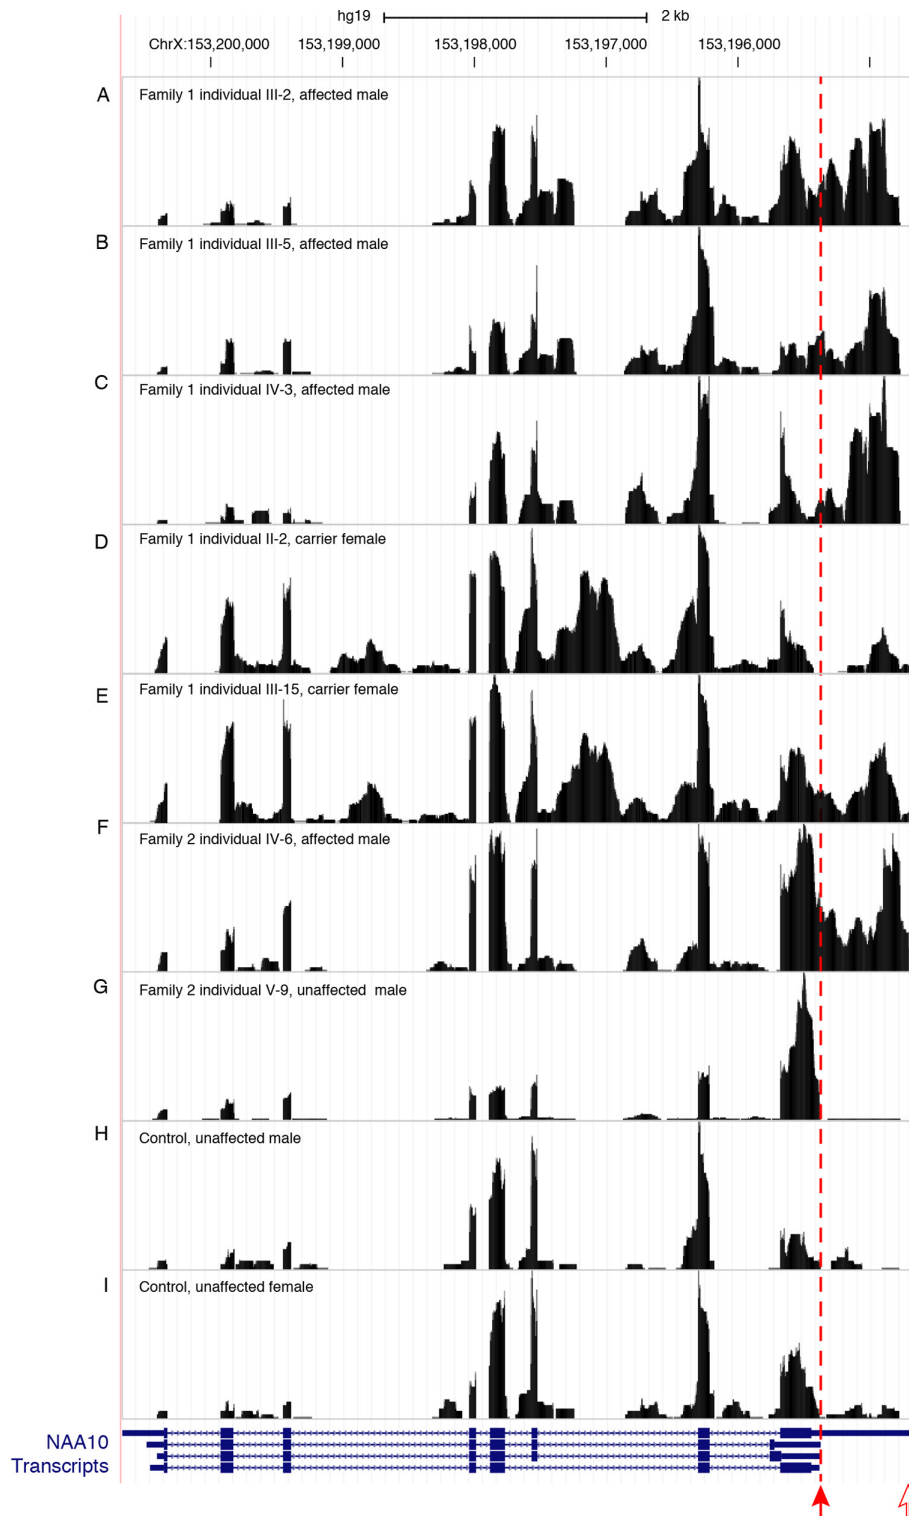 hg19 2 kb
ChrX:153,200,000 153,199,000 153,198,000 153,197,000 153,196,000
A Family 1 individual III-2, affected male
B Family 1 individual III-5, affected male
C Family 1 individual IV-3, affected male
D Family 1 individual II-2, carrier female
E Family 1 individual III-15, carrier female
F Family 2 individual IV-6, affected male
G Family 2 individual V-9, unaffected male
H Control, unaffected male
I Control, unaffected female
NAA10
Transcripts